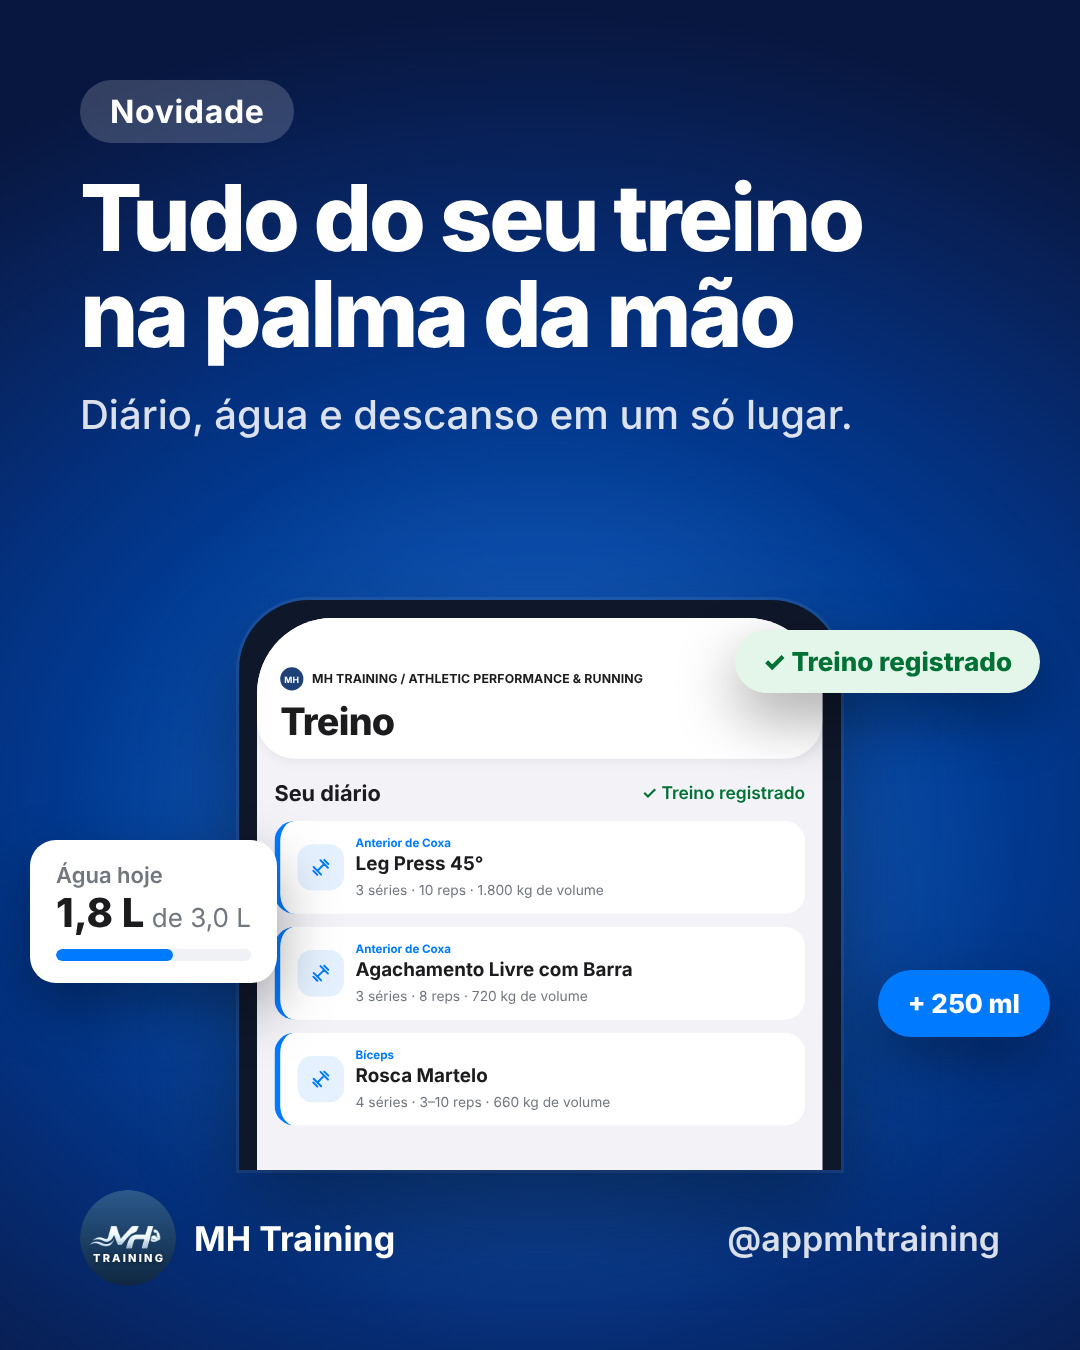 Novidade
Tudo do seu treino
na palma da mão
Diário, água e descanso em um só lugar.
✓ Treino registrado
MH MH TRAINING / ATHLETIC PERFORMANCE & RUNNING
Treino
Seu diário
✓ Treino registrado
Anterior de Coxa
Leg Press 45°
3 séries · 10 reps · 1.800 kg de volume
Água hoje
1,8 L de 3,0 L
Anterior de Coxa
Agachamento Livre com Barra
3 séries · 8 reps · 720 kg de volume
+ 250 ml
Bíceps
Rosca Martelo
4 séries · 3–10 reps · 660 kg de volume
MH
TRAINING
MH Training
@appmhtraining